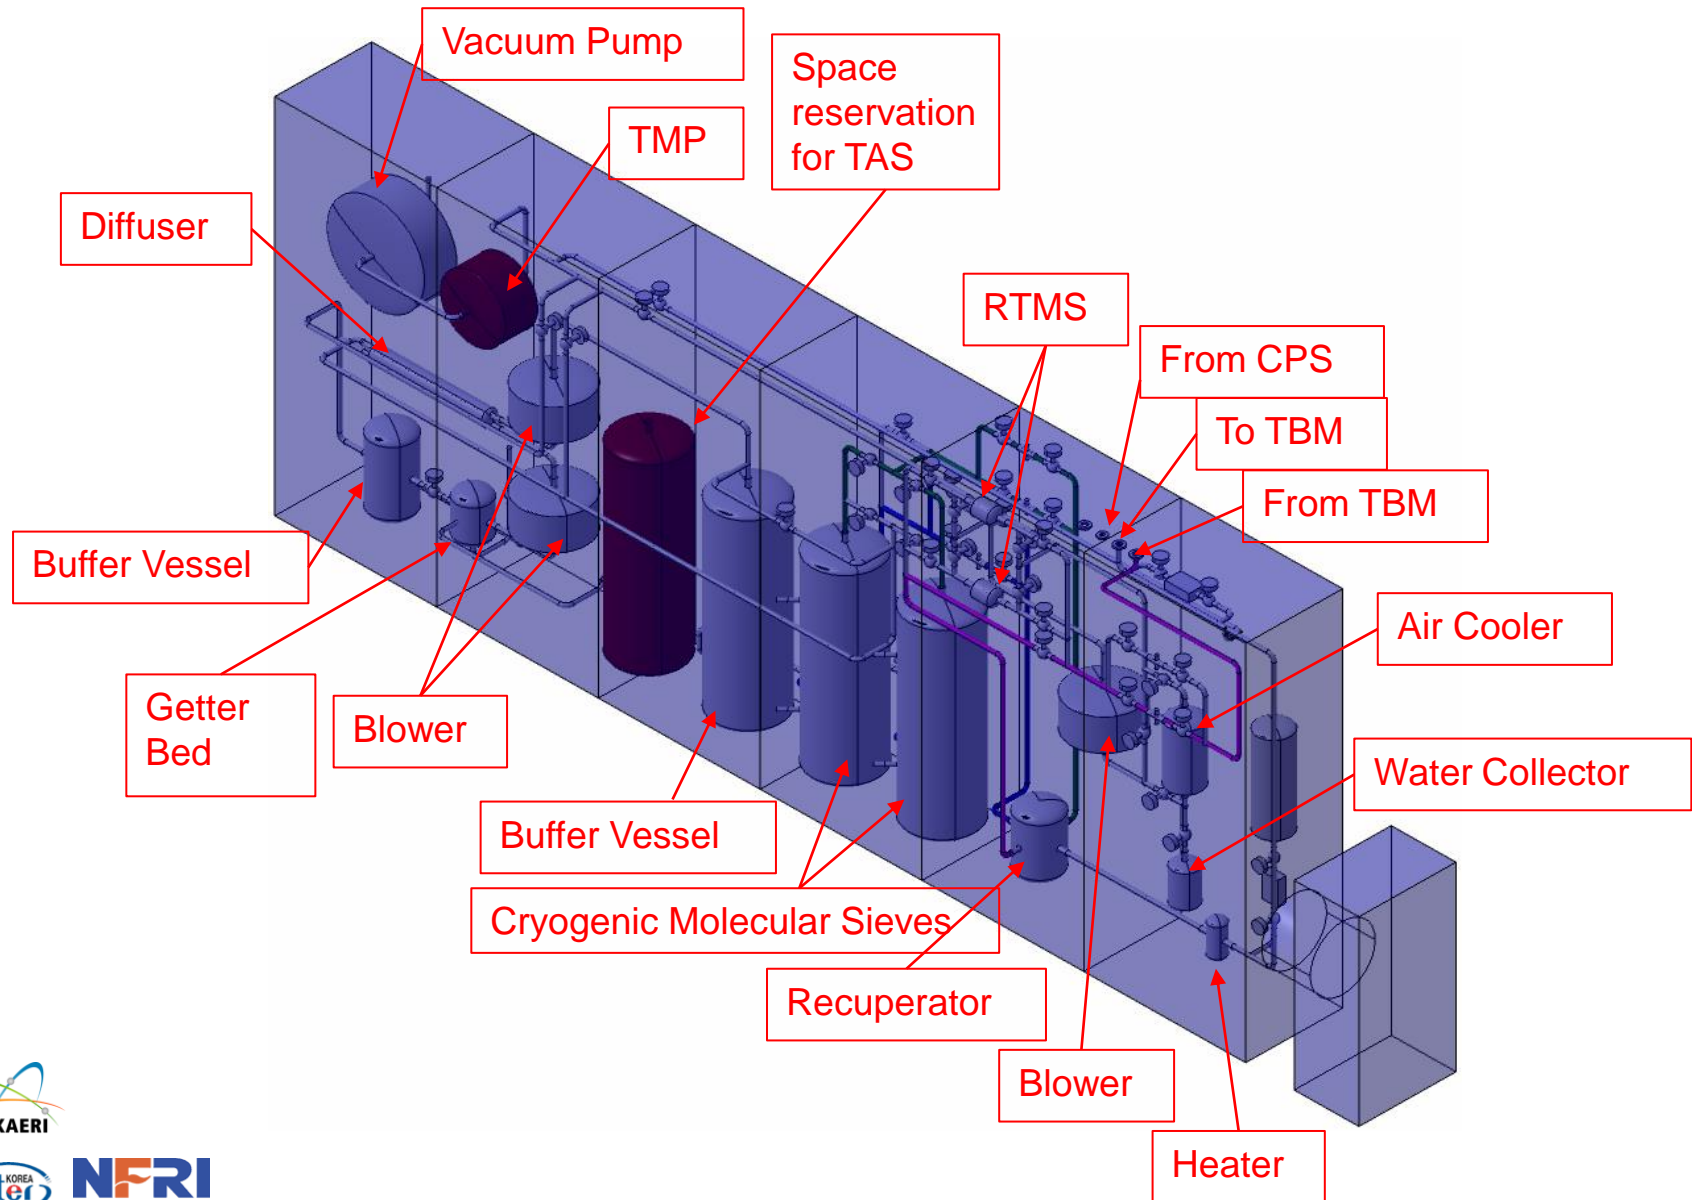 Vacuum Pump
Space
reservation
for TAS
TMP
Diffuser
RTMS
From CPS
To TBM
From TBM
Buffer Vessel
Air Cooler
Getter
Bed
Blower
Water Collector
Buffer Vessel
Cryogenic Molecular Sieves
Recuperator
Blower
Heater
KAERI
KOREA
NFRI